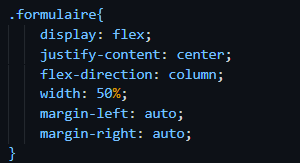 .formulaire{
    display: flex;
    justify-content: center;
    flex-direction: column;
    width: 50%;
    margin-left: auto;
    margin-right: auto;
}